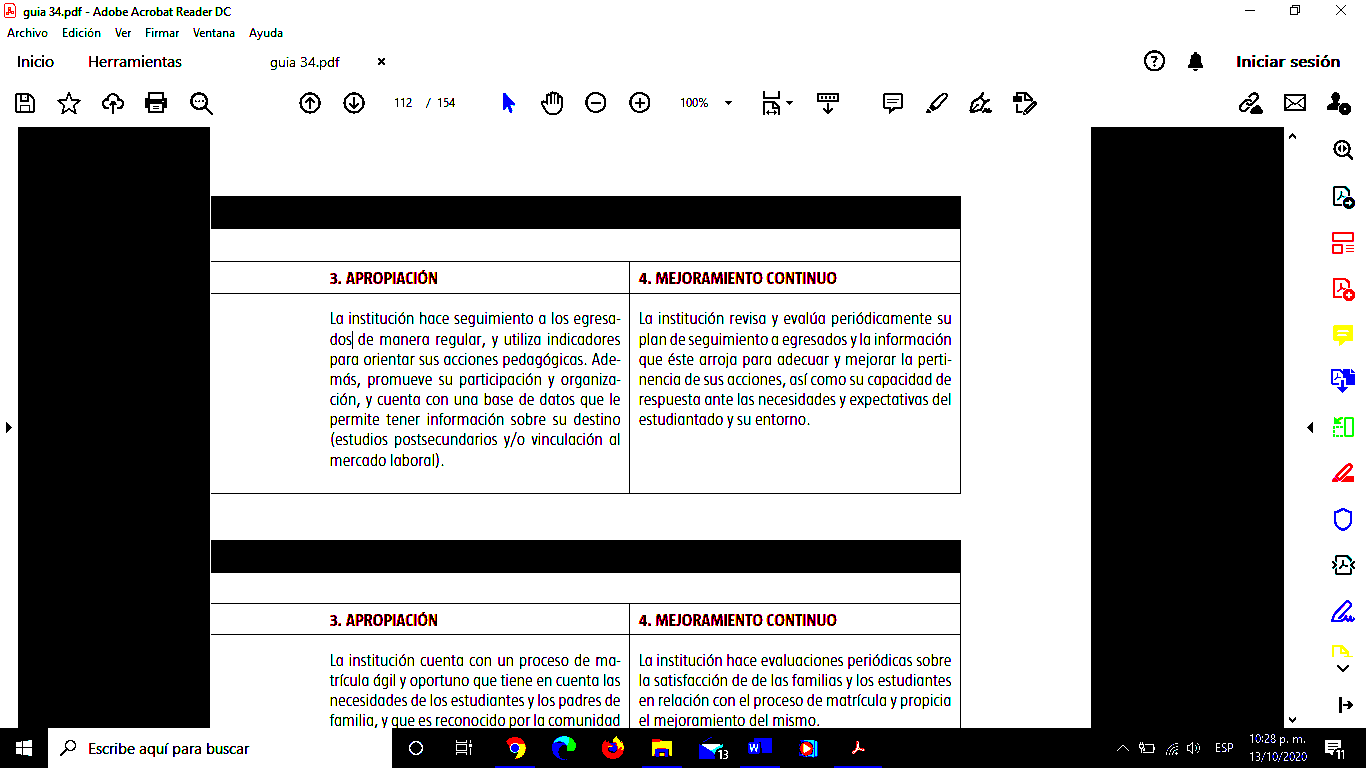 guia 34.pdf - Adobe Acrobat Reader DC
Archivo Edición Ver Firmar Ventana Ayuda
Inicio Herramientas guia 34.pdf × Iniciar sesión
112 / 154 100%
3. APROPIACIÓN
La institución hace seguimiento a los egresa-
dos de manera regular, y utiliza indicadores
para orientar sus acciones pedagógicas. Ade-
más, promueve su participación y organiza-
ción, y cuenta con una base de datos que le
permite tener información sobre su destino
(estudios postsecundarios y/o vinculación al
mercado laboral).
4. MEJORAMIENTO CONTINUO
La institución revisa y evalúa periódicamente su
plan de seguimiento a egresados y la información
que éste arroja para adecuar y mejorar la perti-
nencia de sus acciones, así como su capacidad de
respuesta ante las necesidades y expectativas del
estudiantado y su entorno.
3. APROPIACIÓN
La institución cuenta con un proceso de ma-
trícula ágil y oportuno que tiene en cuenta las
necesidades de los estudiantes y los padres de
familia, y que es reconocido por la comunidad
4. MEJORAMIENTO CONTINUO
La institución hace evaluaciones periódicas sobre
la satisfacción de de las familias y los estudiantes
en relación con el proceso de matrícula y propicia
el mejoramiento del mismo.
Escribe aquí para buscar
13
ESP
10:28 p. m.
13/10/2020
11